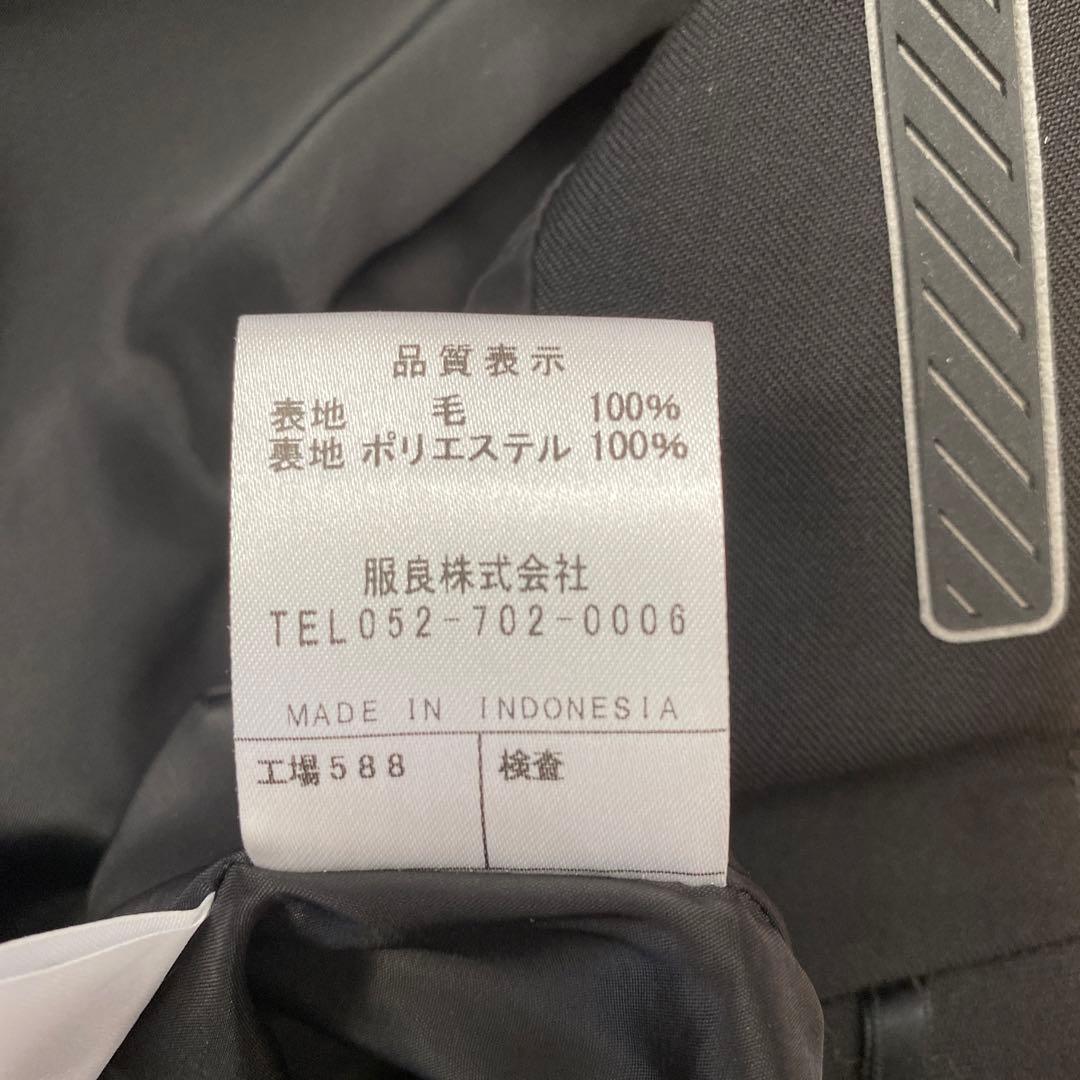 品質表示
表地 毛 100%
裏地 ポリエステル 100%
服良株式会社
TEL052-702-0006
MADE IN INDONESIA
工場588 検査